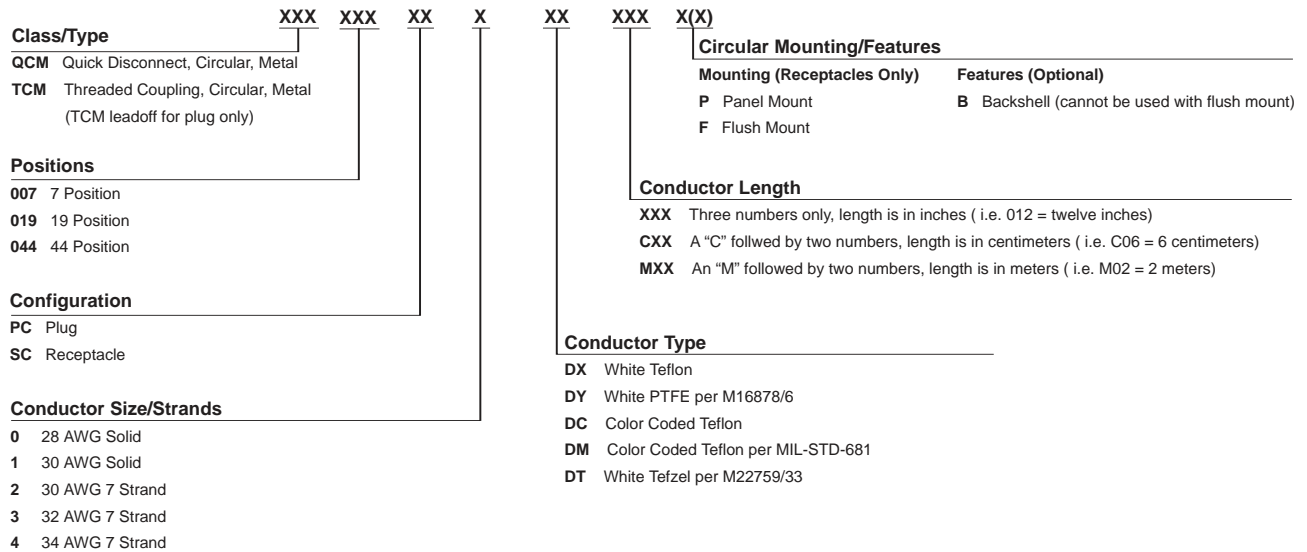 XXX XXX XX X XX XXX X(X)
Class/Type
QCM Quick Disconnect, Circular, Metal
TCM Threaded Coupling, Circular, Metal
(TCM leadoff for plug only)
Positions
007 7 Position
019 19 Position
044 44 Position
Configuration
PC Plug
SC Receptacle
Conductor Size/Strands
0 28 AWG Solid
1 30 AWG Solid
2 30 AWG 7 Strand
3 32 AWG 7 Strand
4 34 AWG 7 Strand
Circular Mounting/Features
Mounting (Receptacles Only) Features (Optional)
P Panel Mount B Backshell (cannot be used with flush mount)
F Flush Mount
Conductor Length
XXX Three numbers only, length is in inches ( i.e. 012 = twelve inches)
CXX A “C” follwed by two numbers, length is in centimeters ( i.e. C06 = 6 centimeters)
MXX An “M” followed by two numbers, length is in meters ( i.e. M02 = 2 meters)
Conductor Type
DX White Teflon
DY White PTFE per M16878/6
DC Color Coded Teflon
DM Color Coded Teflon per MIL-STD-681
DT White Tefzel per M22759/33